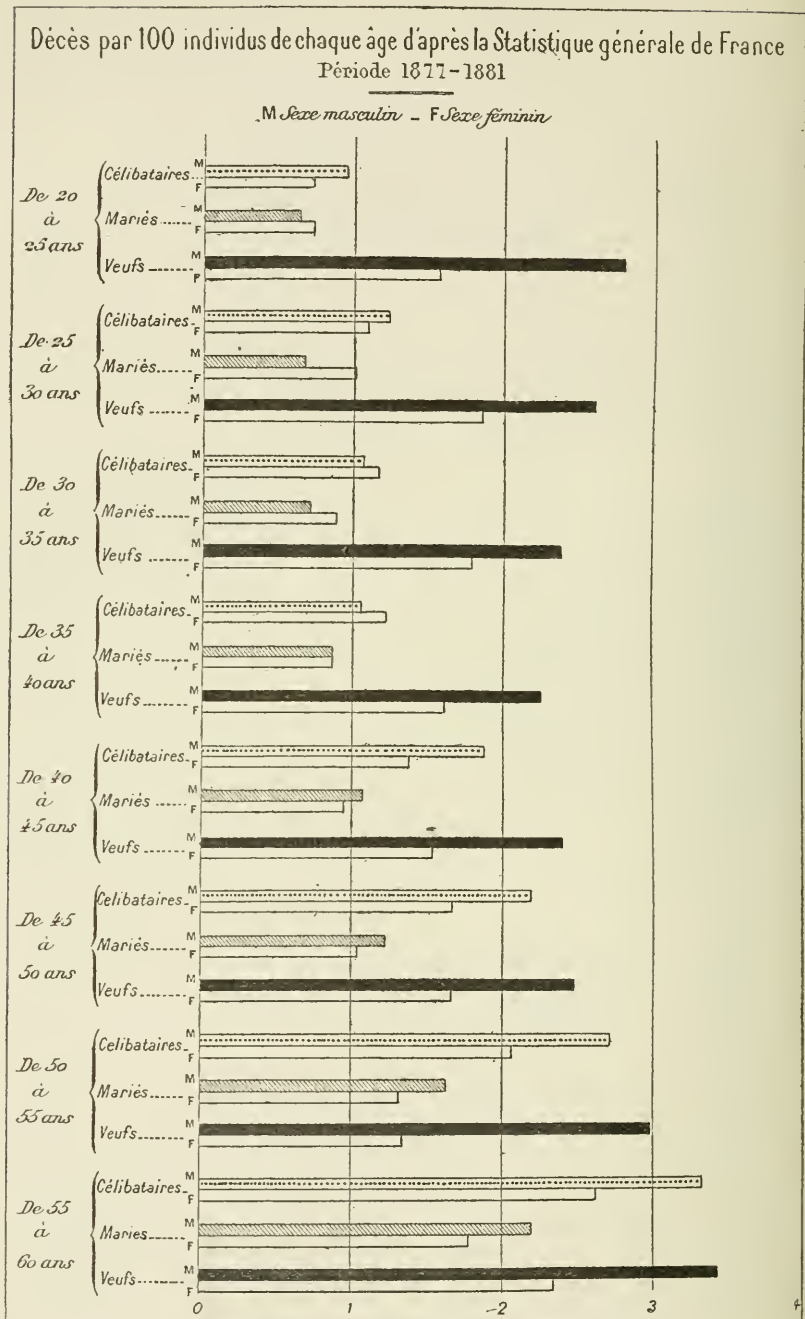 Décès par 100 individus de chaque âge d'après la Statistique générale de France
Période 1877-1881
M Sexe masculin - F Sexe féminin
De 20 à 25 ans
Célibataires... M
F
Mariés ...... M
F
Veufs ....... M
F
De 25 à 30 ans
Célibataires- M
F
Mariés ...... M
F
Veufs ...... M
F
De 30 à 35 ans
Célibataires- M
F
Mariés ...... M
F
Veufs ....... M
F
De 35 à 40 ans
Célibataires- M
F
Mariés ...... M
F
Veufs ........ M
F
De 40 à 45 ans
Célibataires- M
F
Mariés ...... M
F
Veufs ........ M
F
De 45 à 50 ans
Celibataires- M
F
Mariés ...... M
F
Veufs ........ M
F
De 50 à 55 ans
Celibataires- M
F
Mariés ...... M
F
Veufs ........ M
F
De 55 à 60 ans
Célibataires- M
F
Maries ...... M
F
Veufs ........ M
F
0 1 -2 3 4